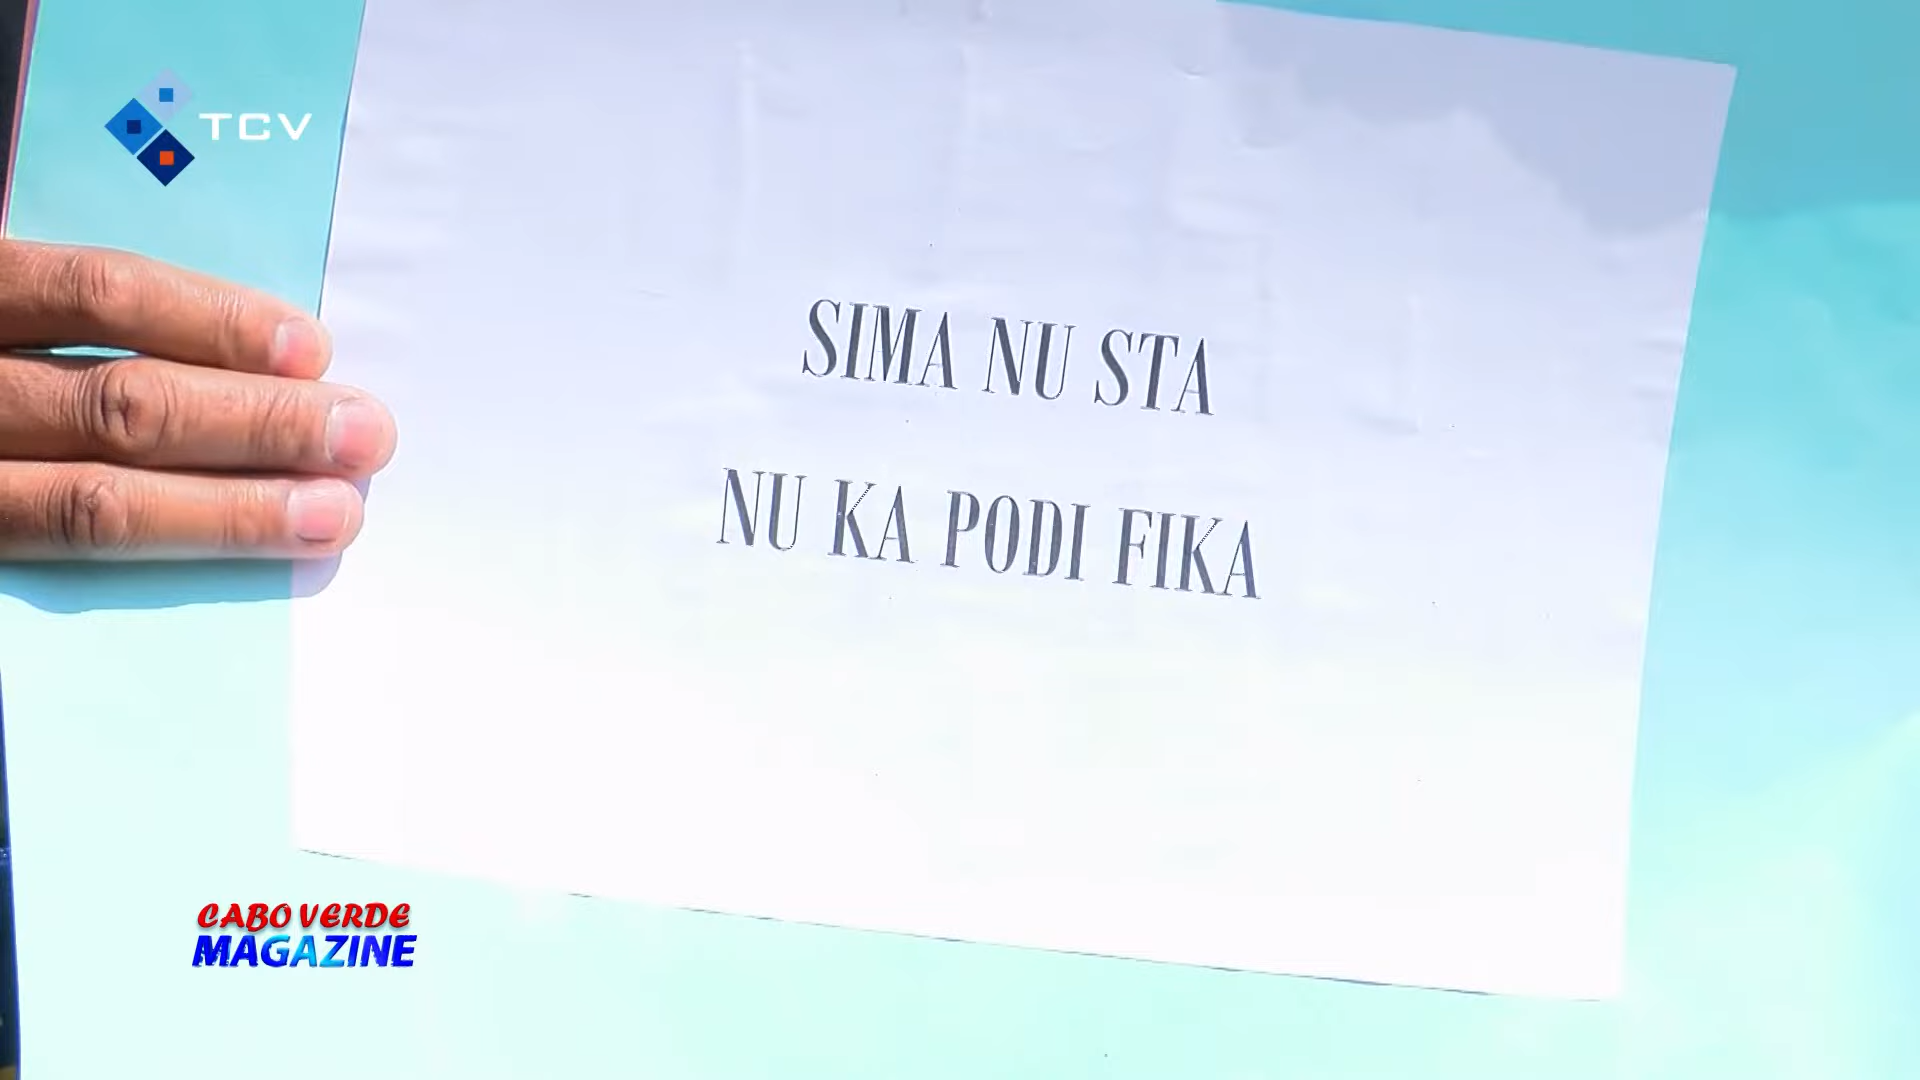 TCV
SIMA NU STA
NU KA PODI FIKA
CABO VERDE
MAGAZINE